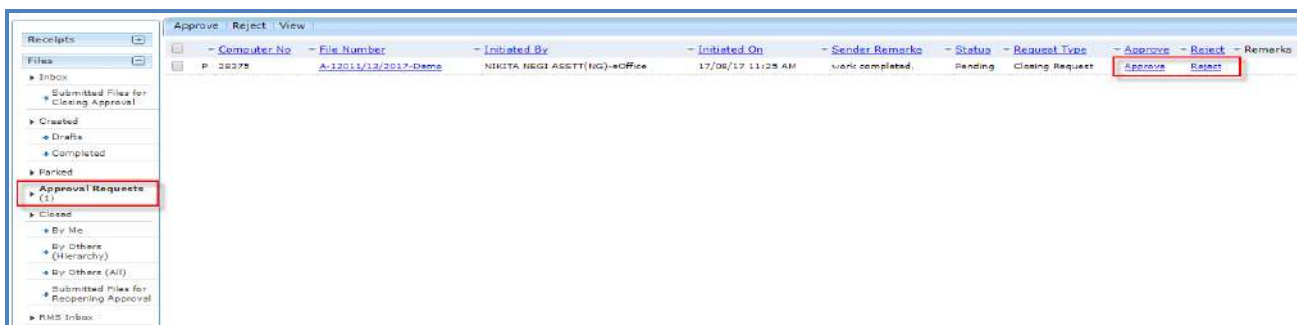 Approve Reject View
Receipts
Files
Inbox
Submitted Files for
Closing Approval
Created
Drafts
Completed
Parked
Approval Requests
(1)
Closed
By Me
By Others
(Hierarchy)
By Others (All)
Submitted Files for
Reopening Approval
RMS Inbox
Computer No File Number Initiated By Initiated On Sender Remarks Status Request Type Approve Reject Remarks
P 28375 A-12011/13/2017-Demo NIKITA NEGI ASSTT(NG)-eOffice 17/08/17 11:25 AM work completed. Pending Closing Request Approve Reject